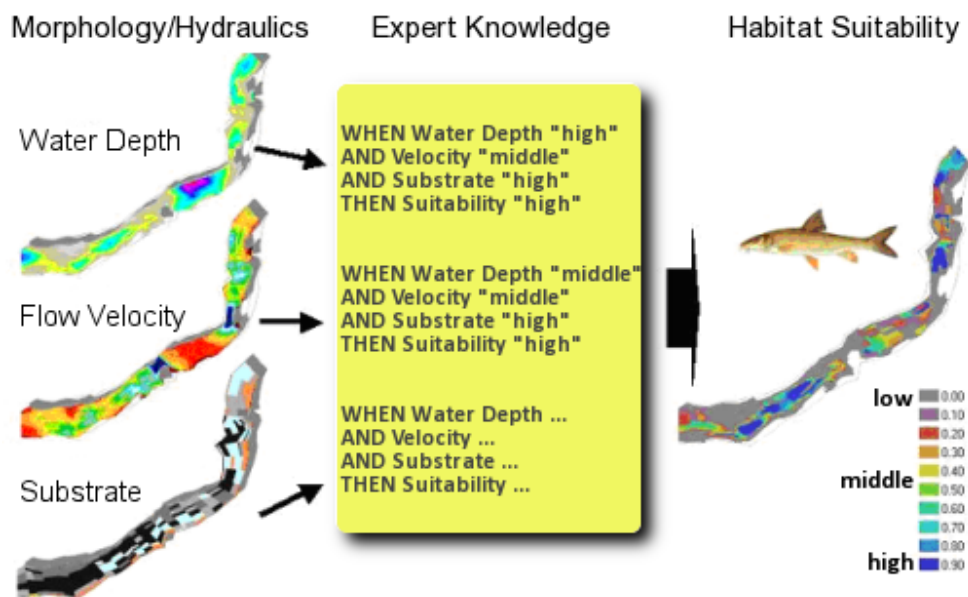 Morphology/Hydraulics
Expert Knowledge
Habitat Suitability
Water Depth
Flow Velocity
Substrate
WHEN Water Depth "high"
AND Velocity "middle"
AND Substrate "high"
THEN Suitability "high"
WHEN Water Depth "middle"
AND Velocity "middle"
AND Substrate "high"
THEN Suitability "high"
WHEN Water Depth ...
AND Velocity ...
AND Substrate ...
THEN Suitability ...
low
middle
high
0.00
0.10
0.20
0.30
0.40
0.50
0.60
0.70
0.80
0.90